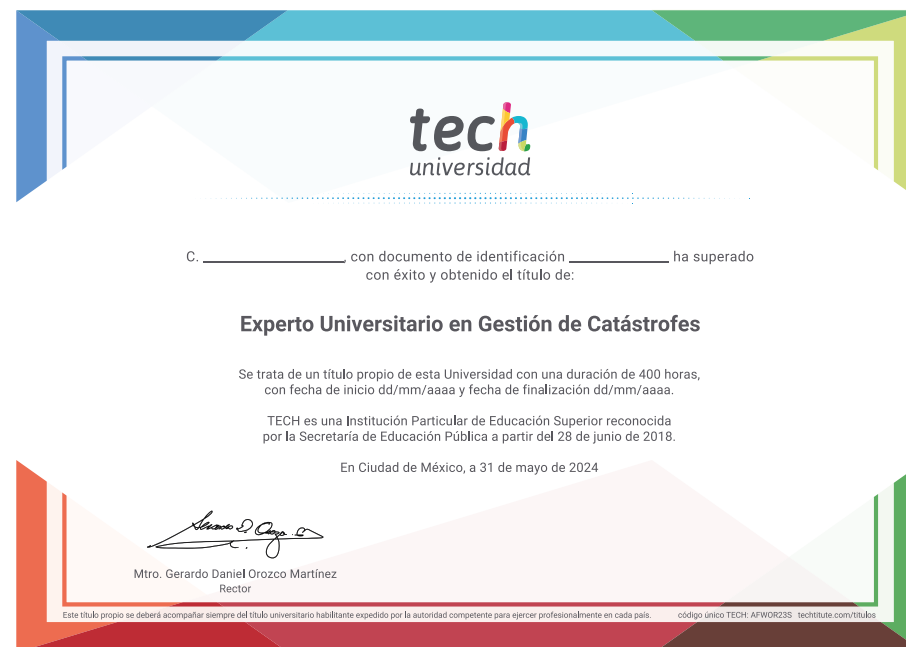 tech
universidad
C. ____________, con documento de identificación ____________ ha superado
con éxito y obtenido el título de:
Experto Universitario en Gestión de Catástrofes
Se trata de un título propio de esta Universidad con una duración de 400 horas,
con fecha de inicio dd/mm/aaaa y fecha de finalización dd/mm/aaaa.
TECH es una Institución Particular de Educación Superior reconocida
por la Secretaría de Educación Pública a partir del 28 de junio de 2018.
En Ciudad de México, a 31 de mayo de 2024
Mtro. Gerardo Daniel Orozco Martínez
Rector
Este título propio se deberá acompañar siempre del título universitario habilitante expedido por la autoridad competente para ejercer profesionalmente en cada país. código único TECH: AFWOR23S techtitute.com/titulos